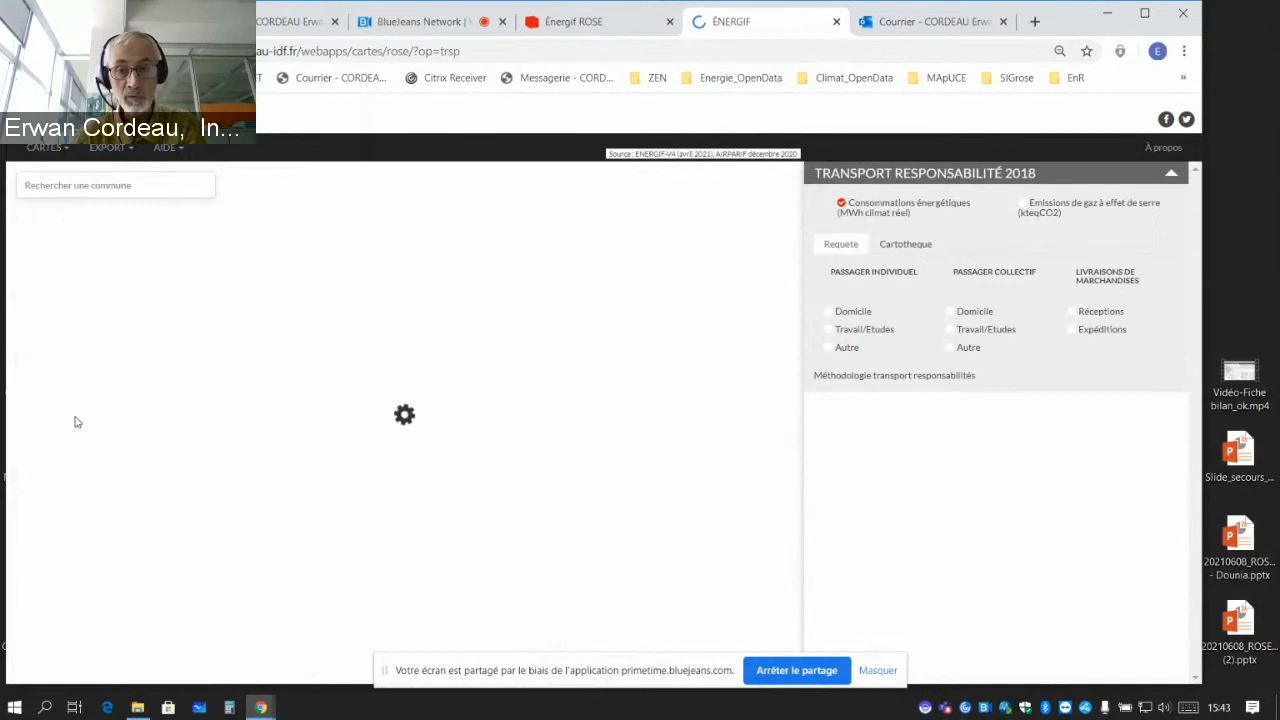 CORDEAU Erwa
BlueJeans Network |
Énergif ROSE
ÉNERGIF
Courrier - CORDEAU Erwan
au-idf.fr/webapps/cartes/rose/?op=trsp
Courrier - CORDEA...
Citrix Receiver
Messagerie - CORD...
ZEN
Energie_OpenData
Climat_OpenData
MApUCE
SIGrose
EnR
»
Erwan Cordeau, In...
CARTES
EXPORT
AIDE
Source : ENERGIF-V4 (avril 2021), AIRPARIF décembre 2020
À propos
Rechercher une commune
TRANSPORT RESPONSABILITÉ 2018
Consommations énergétiques
(MWh climat réel)
Emissions de gaz à effet de serre
(kteqCO2)
Requete
Cartotheque
PASSAGER INDIVIDUEL
PASSAGER COLLECTIF
LIVRAISONS DE
MARCHANDISES
Domicile
Domicile
Réceptions
Travail/Etudes
Travail/Etudes
Expéditions
Autre
Autre
Méthodologie transport responsabilités
Vidéo-Fiche
bilan_ok.mp4
Slide_secours_...
20210608_ROS...
- Dounia.pptx
20210608_ROSE...
(2).pptx
Votre écran est partagé par le biais de l'application primetime.bluejeans.com.
Arrêter le partage
Masquer
15:43